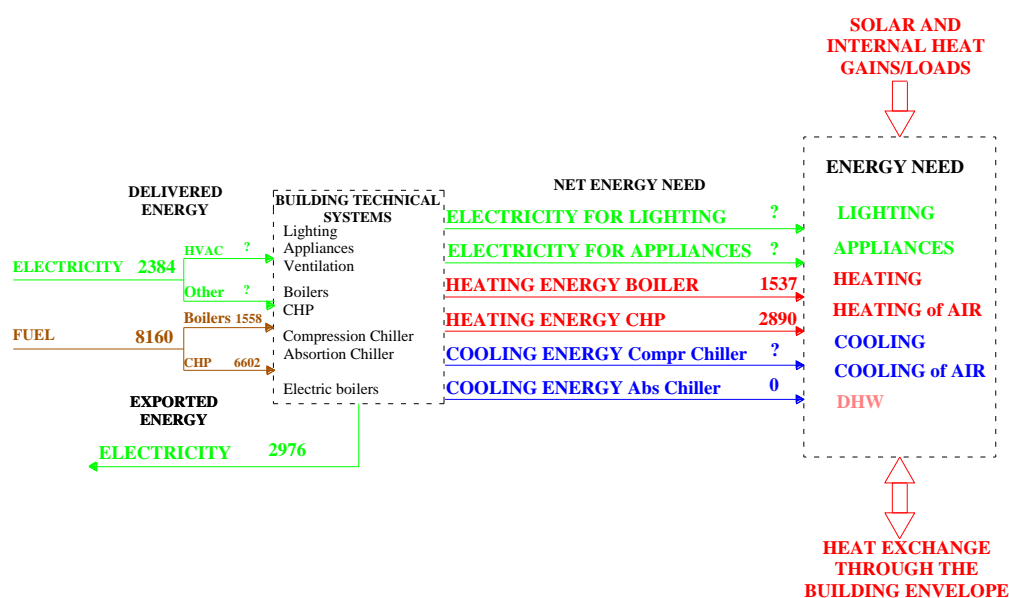 SOLAR AND
INTERNAL HEAT
GAINS/LOADS
ENERGY NEED
DELIVERED
ENERGY
BUILDING TECHNICAL
SYSTEMS
NET ENERGY NEED
Lighting
Appliances
Ventilation
Boilers
CHP
Compression Chiller
Absortion Chiller
Electric boilers
ELECTRICITY 2384
HVAC ?
Other ?
FUEL 8160
Boilers 1558
CHP 6602
EXPORTED
ENERGY
ELECTRICITY 2976
ELECTRICITY FOR LIGHTING ?
ELECTRICITY FOR APPLIANCES ?
HEATING ENERGY BOILER 1537
HEATING ENERGY CHP 2890
COOLING ENERGY Compr Chiller ?
COOLING ENERGY Abs Chiller 0
LIGHTING
APPLIANCES
HEATING
HEATING of AIR
COOLING
COOLING of AIR
DHW
HEAT EXCHANGE
THROUGH THE
BUILDING ENVELOPE